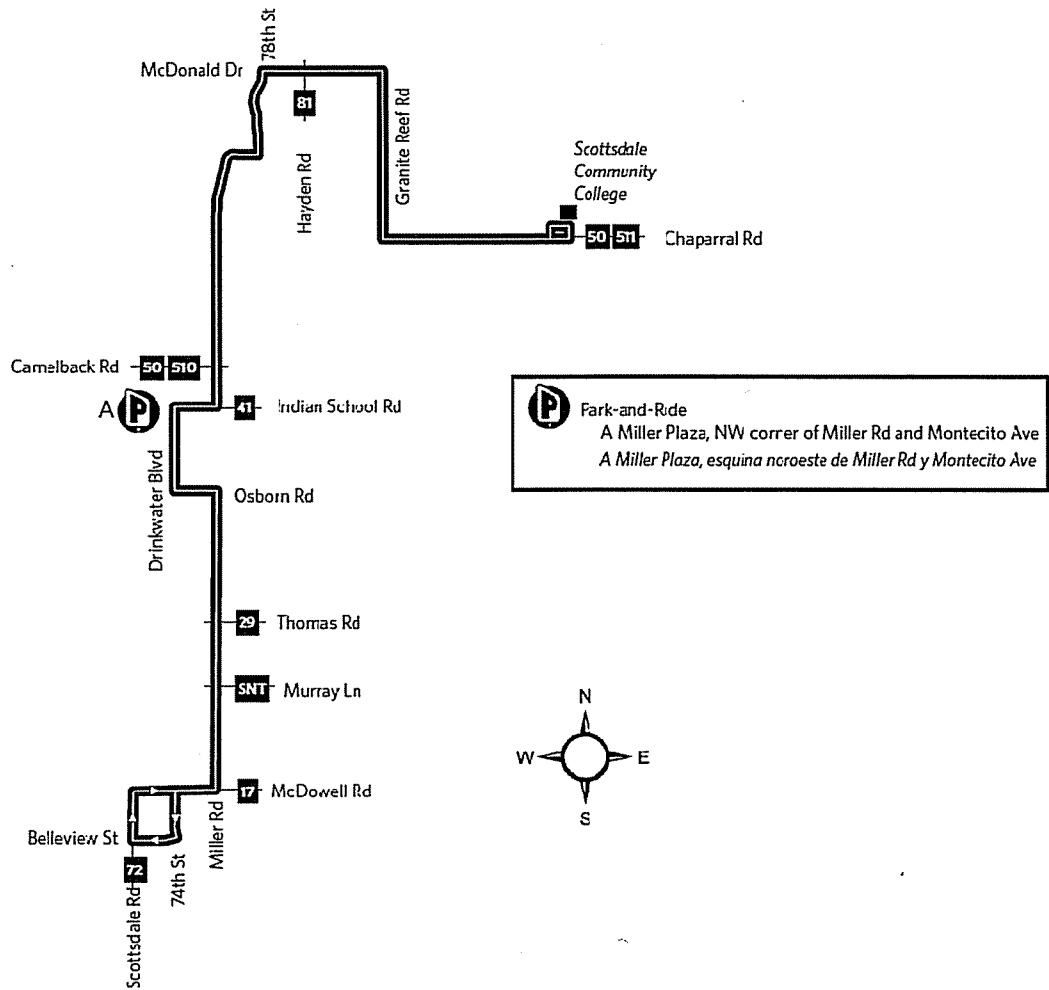 78th St
McDonald Dr
81
Hayden Rd
Granite Reef Rd
Scottsdale
Community
College
50 511 Chaparral Rd
Camelback Rd 50 510
A P
41 Indian School Rd
Drinkwater Blvd
Osborn Rd
P Park-and-Ride
A Miller Plaza, NW corner of Miller Rd and Montecito Ave
A Miller Plaza, esquina noroeste de Miller Rd y Montecito Ave
29 Thomas Rd
SNT Murray Ln
N
W E
S
17 McDowell Rd
Miller Rd
Belleview St
74th St
72
Scottsdale Rd